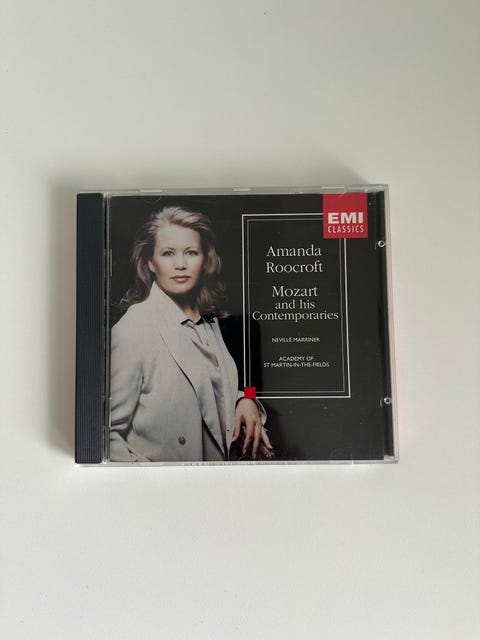 EMI
CLASSICS
Amanda
Roocroft
Mozart
and his
Contemporaries
NEVILLE MARRINER
ACADEMY OF
ST MARTIN-IN-THE-FIELDS